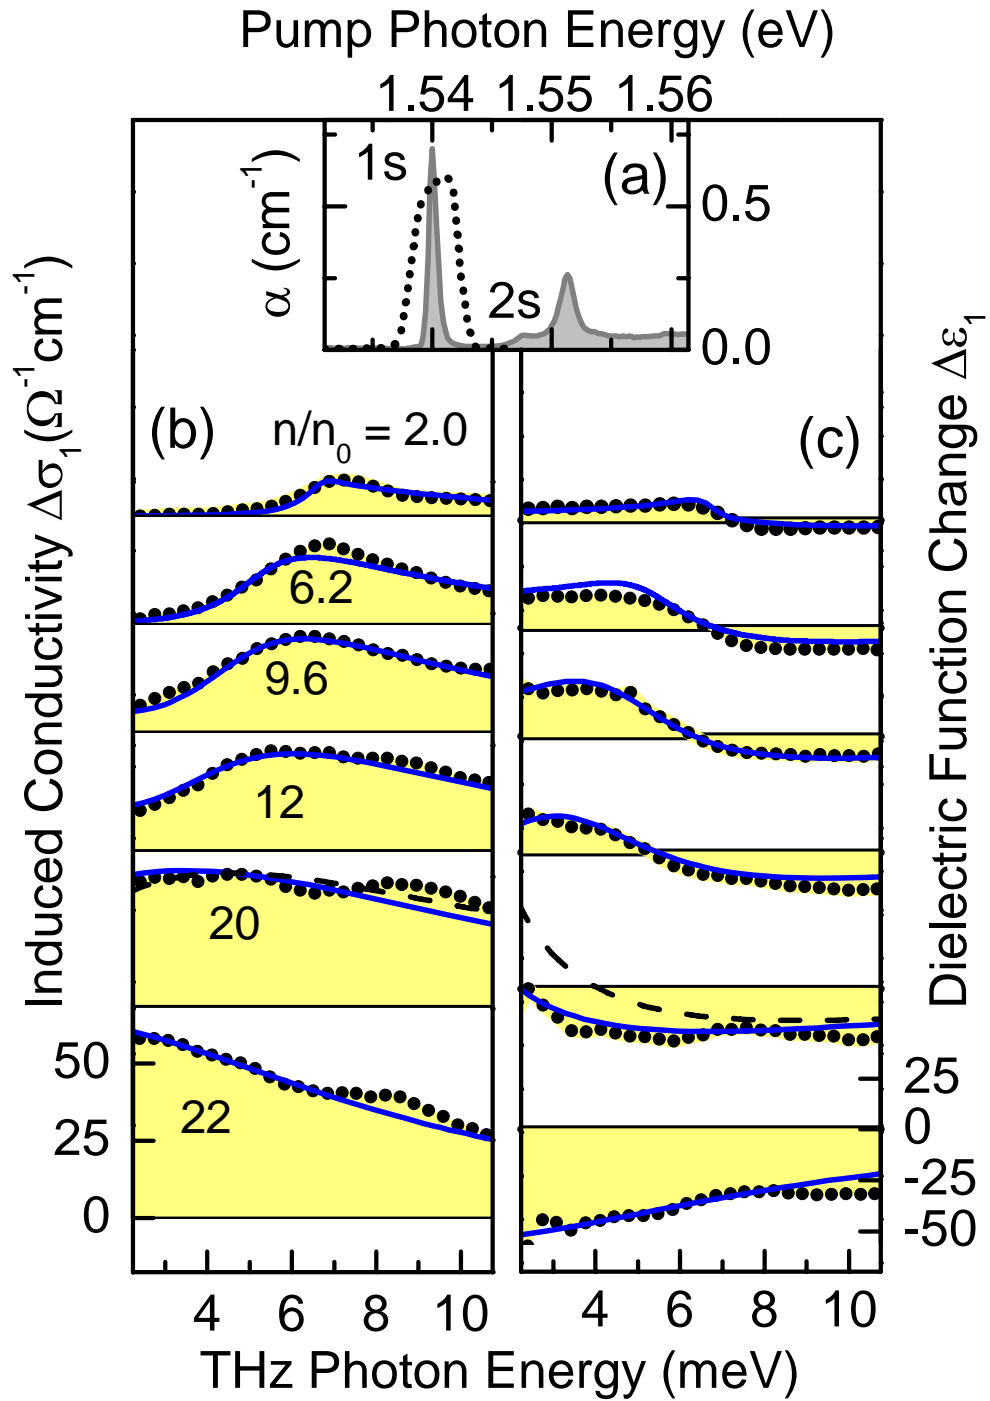 Pump Photon Energy (eV)
1.54 1.55 1.56
1s
(a)
α (cm⁻¹)
2s
0.5
0.0
Induced Conductivity Δσ₁(Ω⁻¹cm⁻¹)
(b)
n/n₀ = 2.0
6.2
9.6
12
20
22
50
25
0
(c)
Dielectric Function Change Δε₁
25
0
-25
-50
4 6 8 10
4 6 8 10
THz Photon Energy (meV)